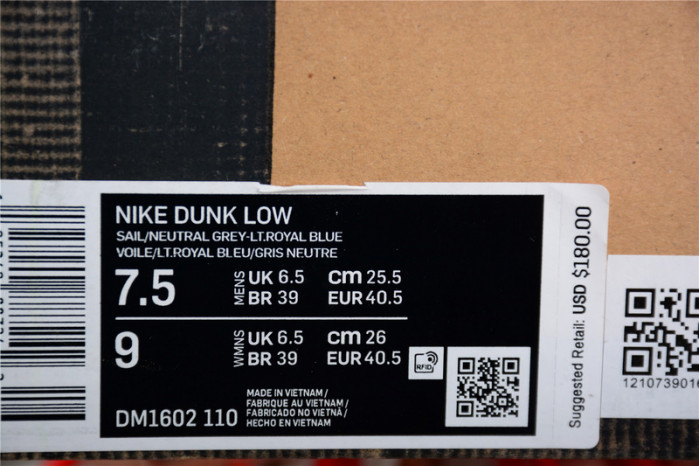 NIKE DUNK LOW
SAIL/NEUTRAL GREY-LT.ROYAL BLUE
VOILE/LT.ROYAL BLEU/GRIS NEUTRE
7.5 MENS UK 6.5 cm 25.5
BR 39 EUR 40.5
9 WMNS UK 6.5 cm 26
BR 39 EUR 40.5
RFID
DM1602 110
MADE IN VIETNAM /
FABRIQUE AU VIETNAM /
FABRICADO NO VIETNÃ /
HECHO EN VIETNAM
Suggested Retail: USD $180.00